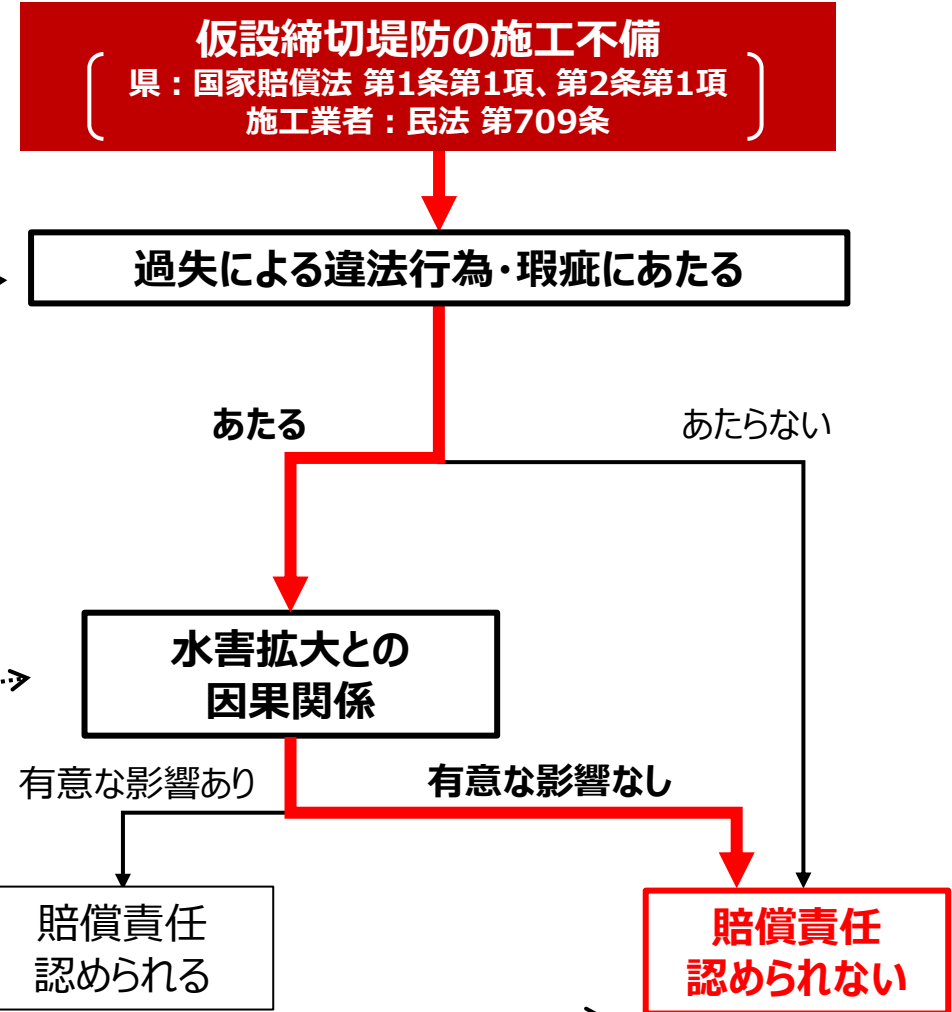 仮設締切堤防の施工不備
県：国家賠償法 第1条第1項、第2条第1項
施工業者：民法 第709条
過失による違法行為・瑕疵にあたる
あたる
あたらない
水害拡大との
因果関係
有意な影響あり
有意な影響なし
賠償責任
認められる
賠償責任
認められない